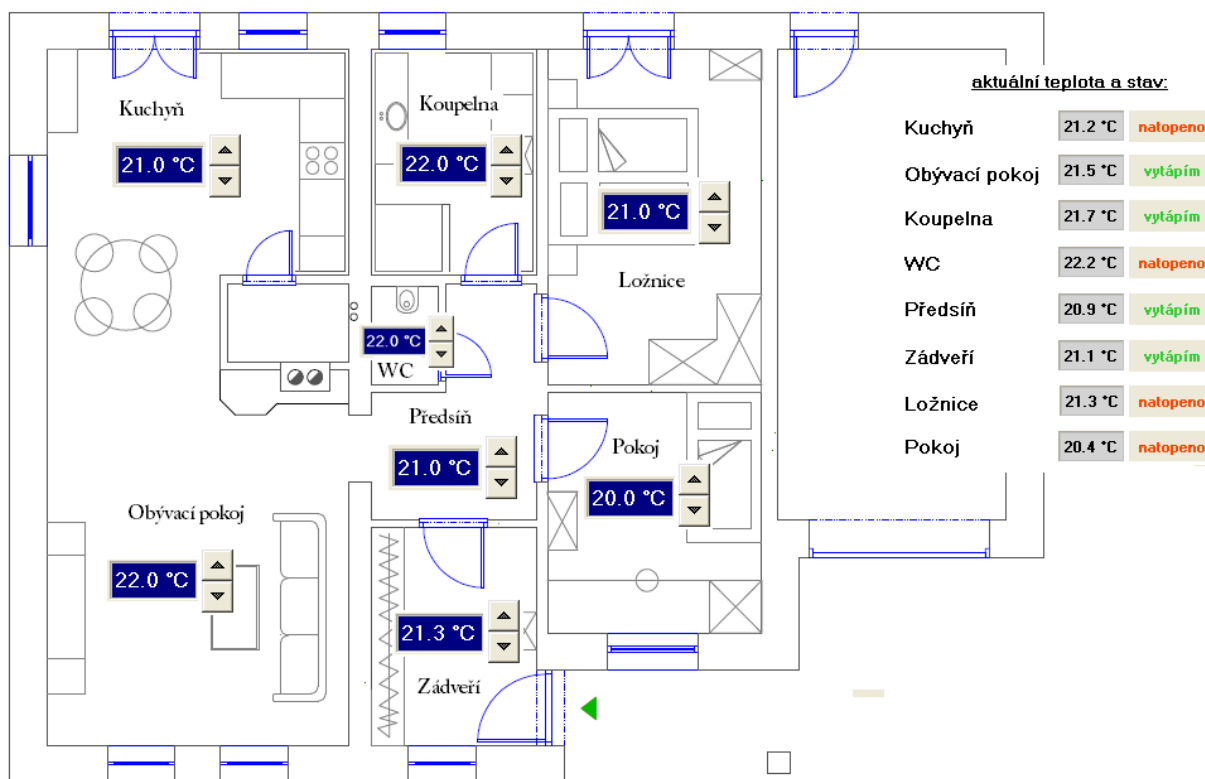 Kuchyň
21.0 °C
Koupelna
22.0 °C
21.0 °C
Ložnice
22.0 °C
WC
Předsíň
21.0 °C
Pokoj
20.0 °C
Obývací pokoj
22.0 °C
21.3 °C
Zádveří
aktuální teplota a stav:
Kuchyň 21.2 °C natopeno
Obývací pokoj 21.5 °C vytápím
Koupelna 21.7 °C vytápím
WC 22.2 °C natopeno
Předsíň 20.9 °C vytápím
Zádveří 21.1 °C vytápím
Ložnice 21.3 °C natopeno
Pokoj 20.4 °C natopeno